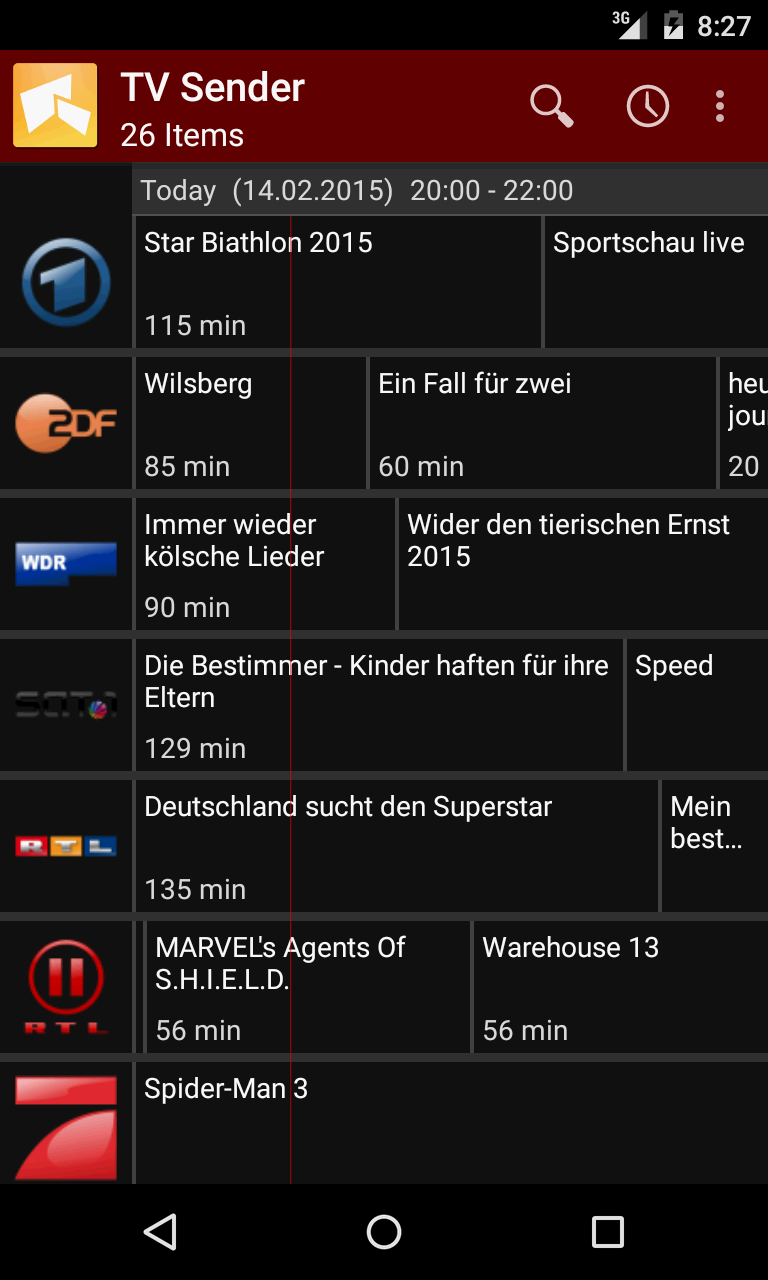 3G 8:27
TV Sender
26 Items
Today (14.02.2015) 20:00 - 22:00
Star Biathlon 2015
115 min
Sportschau live
ZDF
Wilsberg
85 min
Ein Fall für zwei
60 min
heu
jou
20
WDR
Immer wieder
kölsche Lieder
90 min
Wider den tierischen Ernst
2015
SAT.1
Die Bestimmer - Kinder haften für ihre
Eltern
129 min
Speed
RTL
Deutschland sucht den Superstar
135 min
Mein
best...
RTL
MARVEL's Agents Of
S.H.I.E.L.D.
56 min
Warehouse 13
56 min
Spider-Man 3